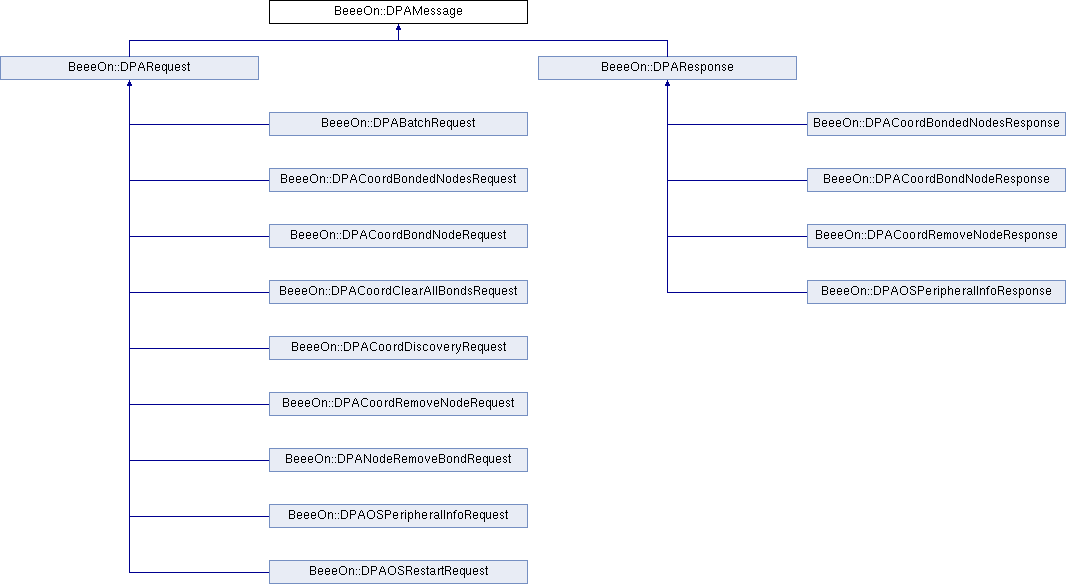 BeeeOn::DPAMessage
BeeeOn::DPARequest
BeeeOn::DPAResponse
BeeeOn::DPABatchRequest
BeeeOn::DPACoordBondedNodesResponse
BeeeOn::DPACoordBondedNodesRequest
BeeeOn::DPACoordBondNodeResponse
BeeeOn::DPACoordBondNodeRequest
BeeeOn::DPACoordRemoveNodeResponse
BeeeOn::DPACoordClearAllBondsRequest
BeeeOn::DPAOSPeripheralInfoResponse
BeeeOn::DPACoordDiscoveryRequest
BeeeOn::DPACoordRemoveNodeRequest
BeeeOn::DPANodeRemoveBondRequest
BeeeOn::DPAOSPeripheralInfoRequest
BeeeOn::DPAOSRestartRequest